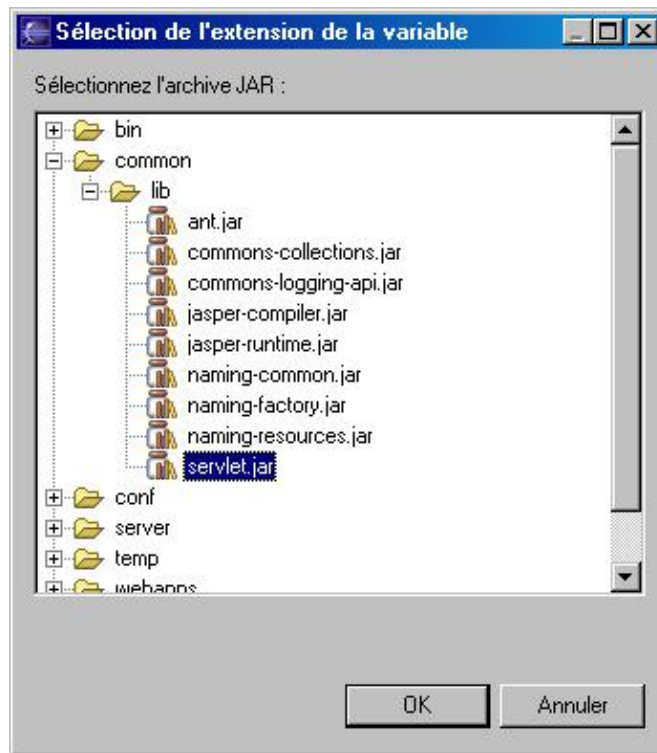 Sélection de l'extension de la variable
Sélectionnez l'archive JAR :
bin
common
lib
ant.jar
commons-collections.jar
commons-logging-api.jar
jasper-compiler.jar
jasper-runtime.jar
naming-common.jar
naming-factory.jar
naming-resources.jar
servlet.jar
conf
server
temp
webapps
OK Annuler